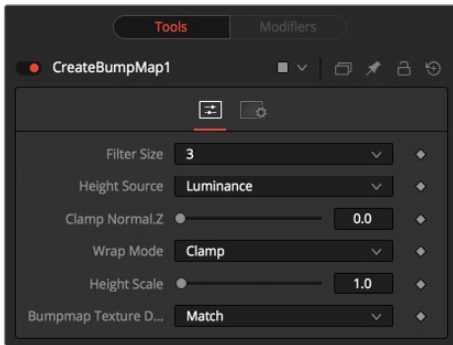 Tools Modifiers
CreateBumpMap1
Filter Size 3
Height Source Luminance
Clamp Normal.Z 0.0
Wrap Mode Clamp
Height Scale 1.0
Bumpmap Texture D... Match